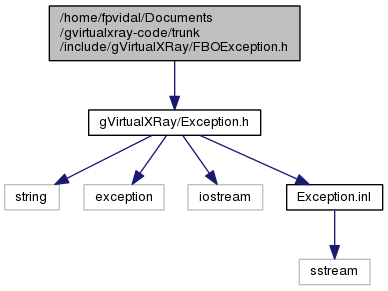 /home/fpvidal/Documents
/gvirtualxray-code/trunk
/include/gVirtualXRay/FBOException.h
gVirtualXRay/Exception.h
string
exception
iostream
Exception.inl
sstream